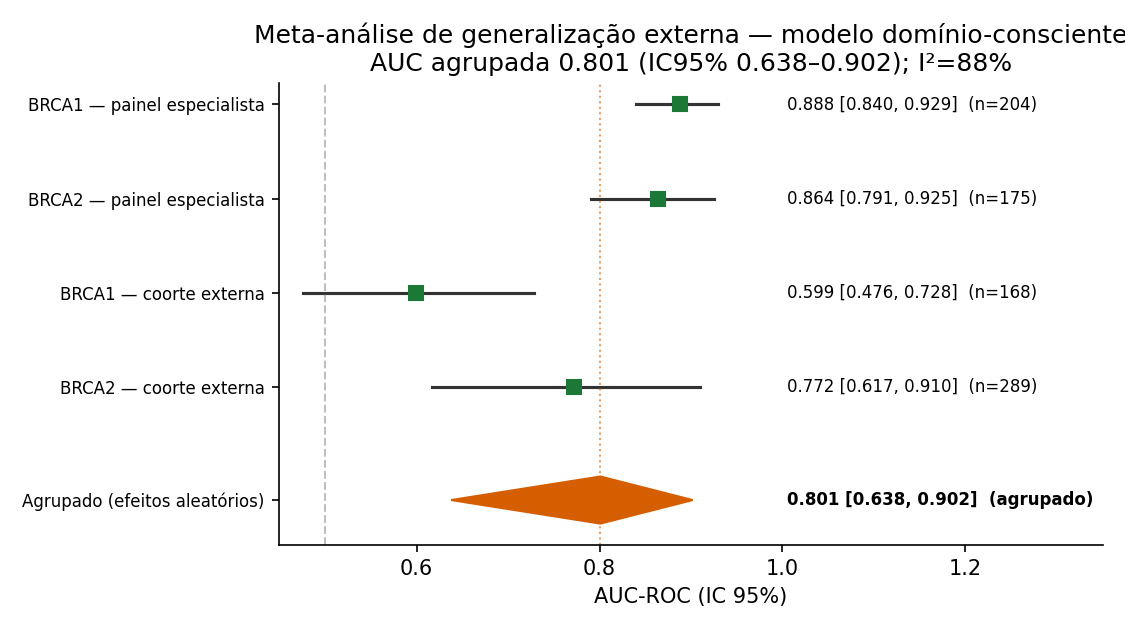 Meta-análise de generalização externa — modelo domínio-consciente
AUC agrupada 0.801 (IC95% 0.638–0.902); I²=88%
BRCA1 — painel especialista 0.888 [0.840, 0.929] (n=204)
BRCA2 — painel especialista 0.864 [0.791, 0.925] (n=175)
BRCA1 — coorte externa 0.599 [0.476, 0.728] (n=168)
BRCA2 — coorte externa 0.772 [0.617, 0.910] (n=289)
Agrupado (efeitos aleatórios) 0.801 [0.638, 0.902] (agrupado)
0.6 0.8 1.0 1.2
AUC-ROC (IC 95%)